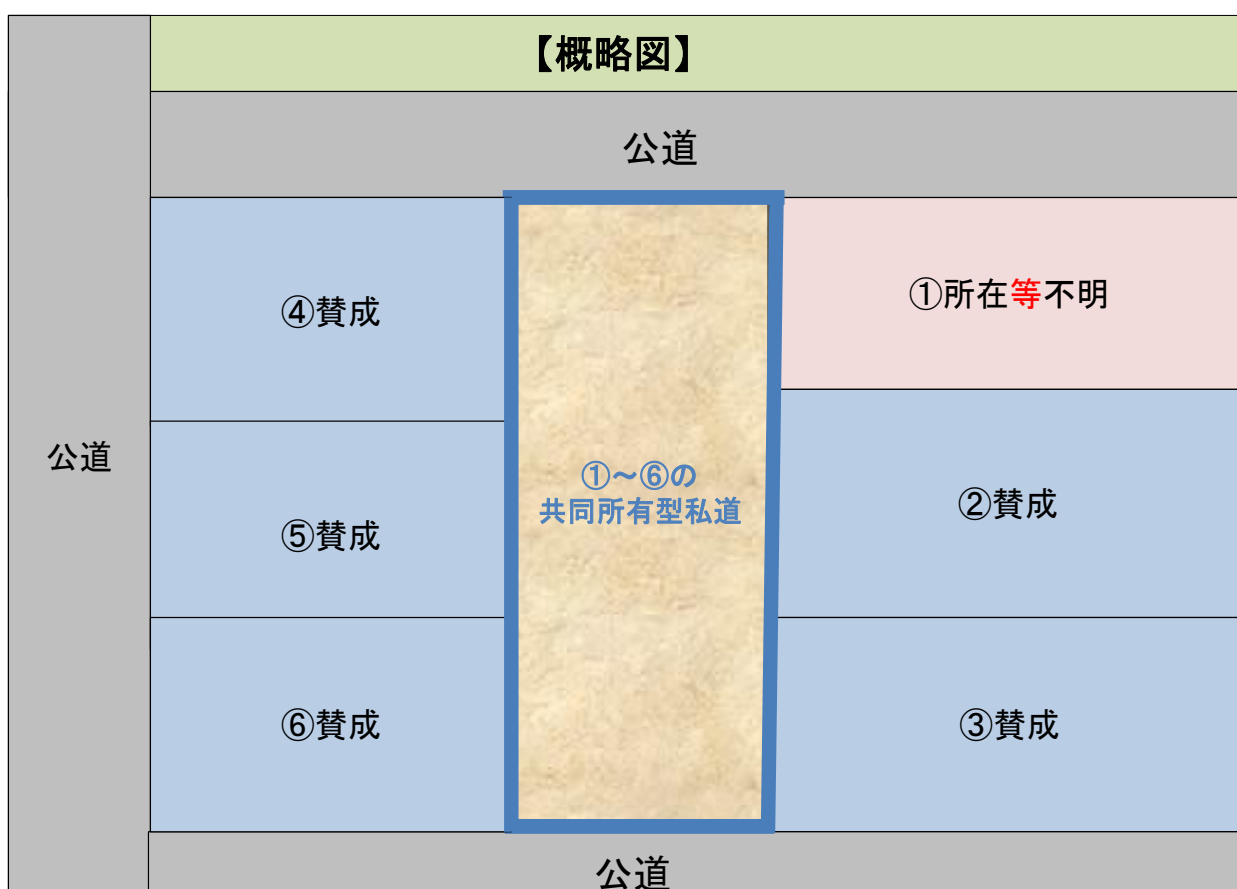 【概略図】
公道
④賛成
①所在等不明
公道
①～⑥の
共同所有型私道
②賛成
⑤賛成
⑥賛成
③賛成
公道